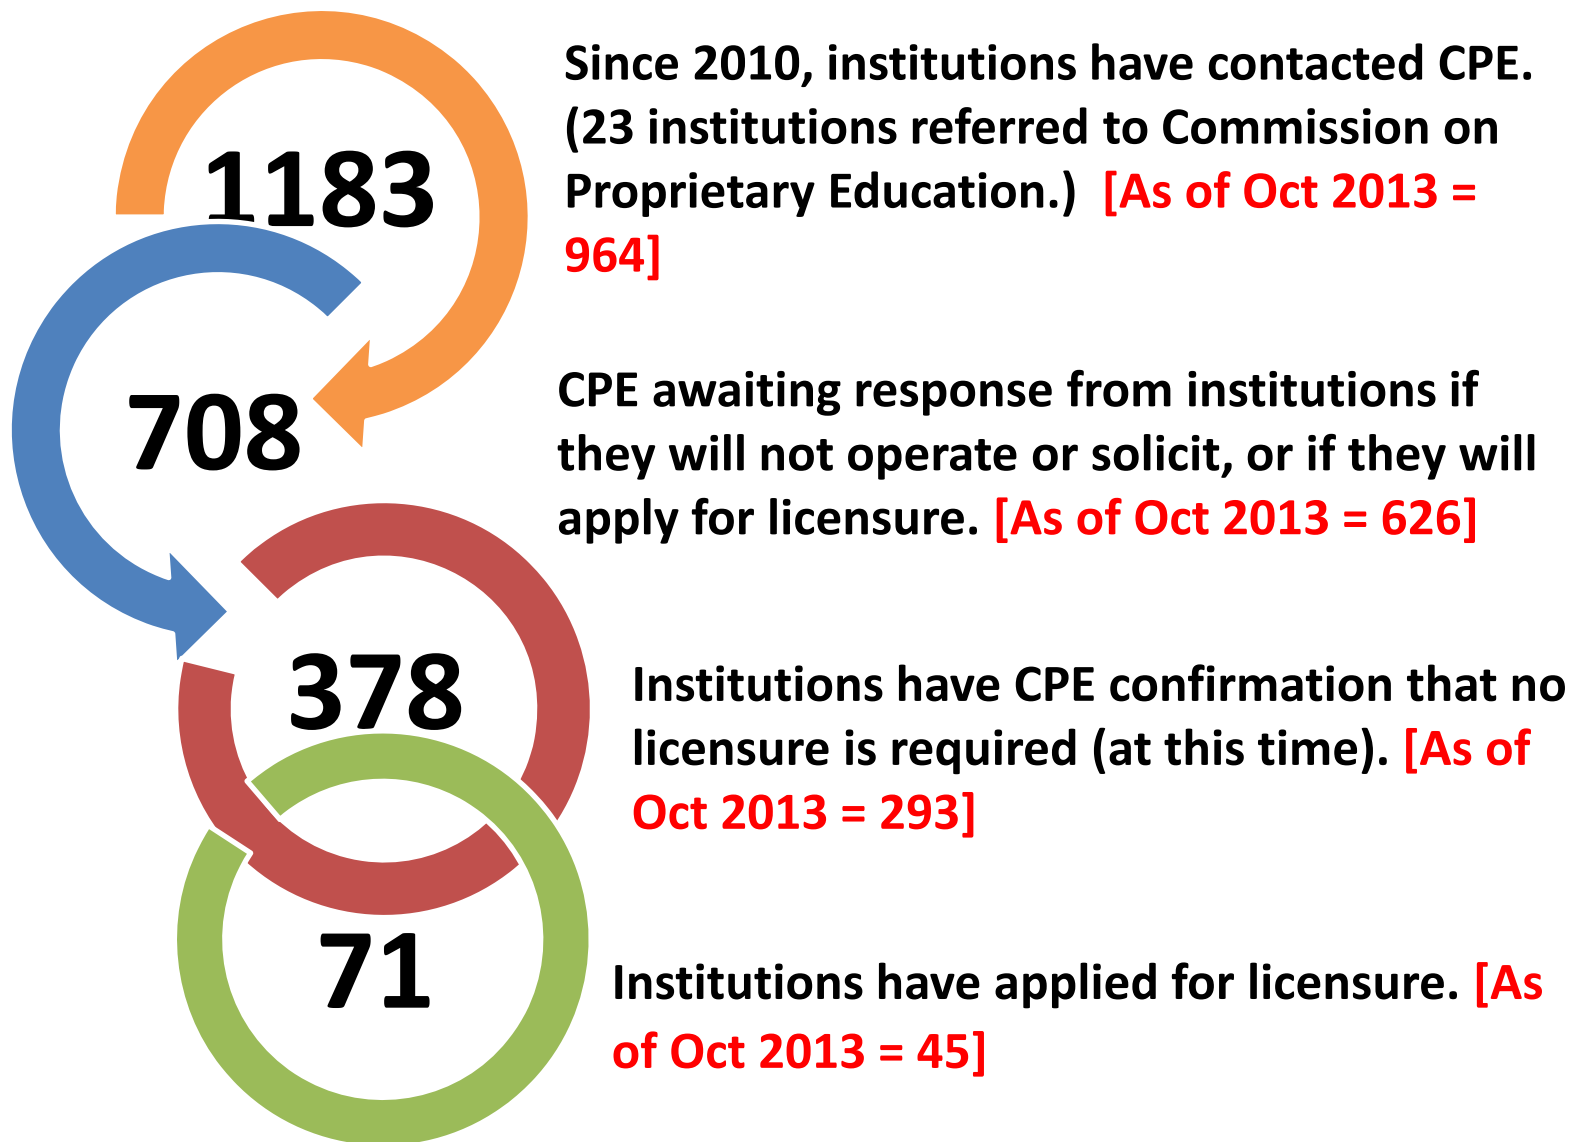 1183
Since 2010, institutions have contacted CPE.
(23 institutions referred to Commission on
Proprietary Education.) [As of Oct 2013 =
964]
708
CPE awaiting response from institutions if
they will not operate or solicit, or if they will
apply for licensure. [As of Oct 2013 = 626]
378
Institutions have CPE confirmation that no
licensure is required (at this time). [As of
Oct 2013 = 293]
71
Institutions have applied for licensure. [As
of Oct 2013 = 45]